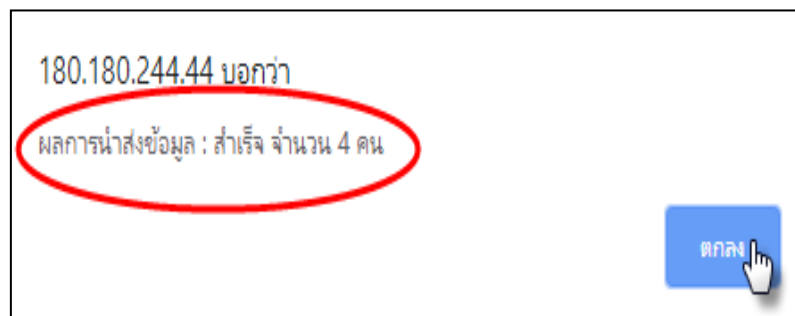 180.180.244.44 บอกว่า
ผลการนำส่งข้อมูล : สำเร็จ จำนวน 4 คน
ตกลง